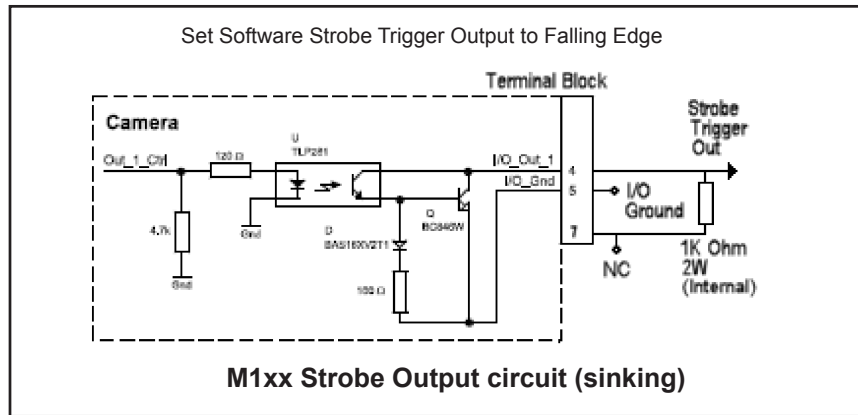 Set Software Strobe Trigger Output to Falling Edge
Terminal Block
Camera
Strobe
Trigger
Out
U
TLP281
Out_1_Ctrl
120 Ω
I/O_Out_1
4
I/O_Gnd
5
I/O
Ground
4.7k
Gnd
Gnd
D
BAS16XV2T1
Q
BC846W
7
NC
1K Ohm
2W
(Internal)
M1xx Strobe Output circuit (sinking)